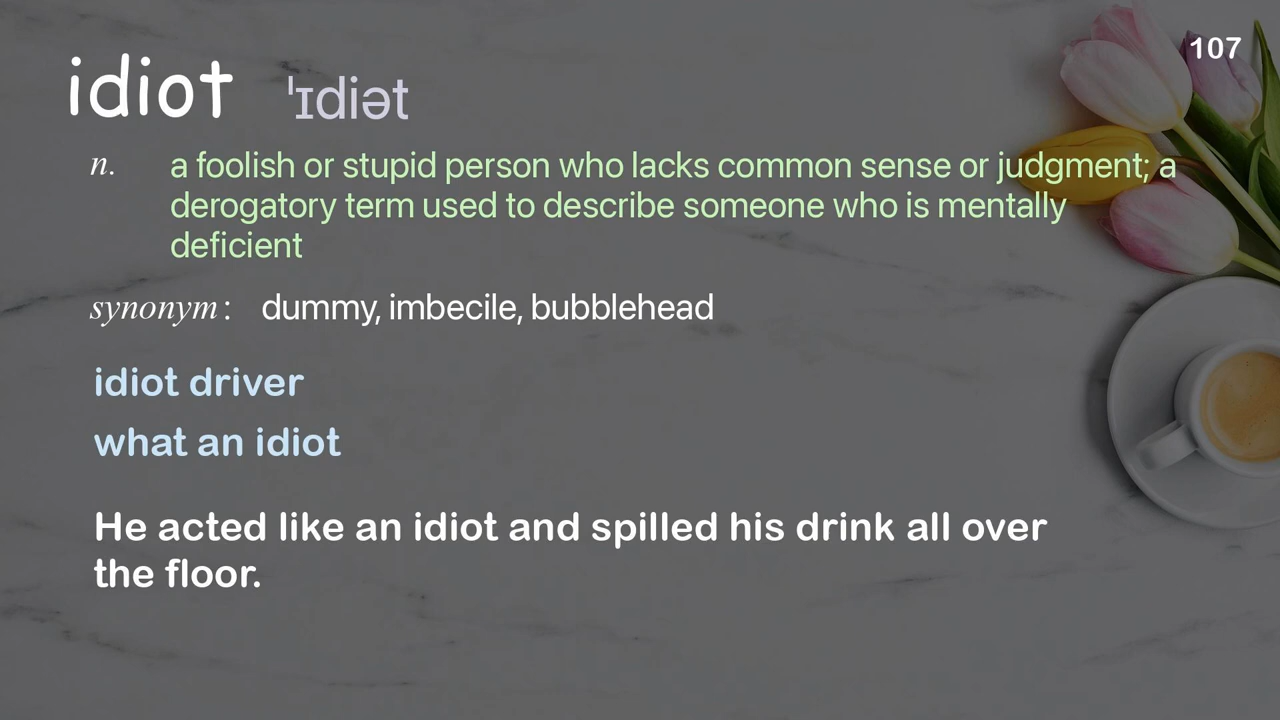 107
idiot ˈɪdiət
n. a foolish or stupid person who lacks common sense or judgment; a
derogatory term used to describe someone who is mentally
deficient
synonym : dummy, imbecile, bubblehead
idiot driver
what an idiot
He acted like an idiot and spilled his drink all over
the floor.